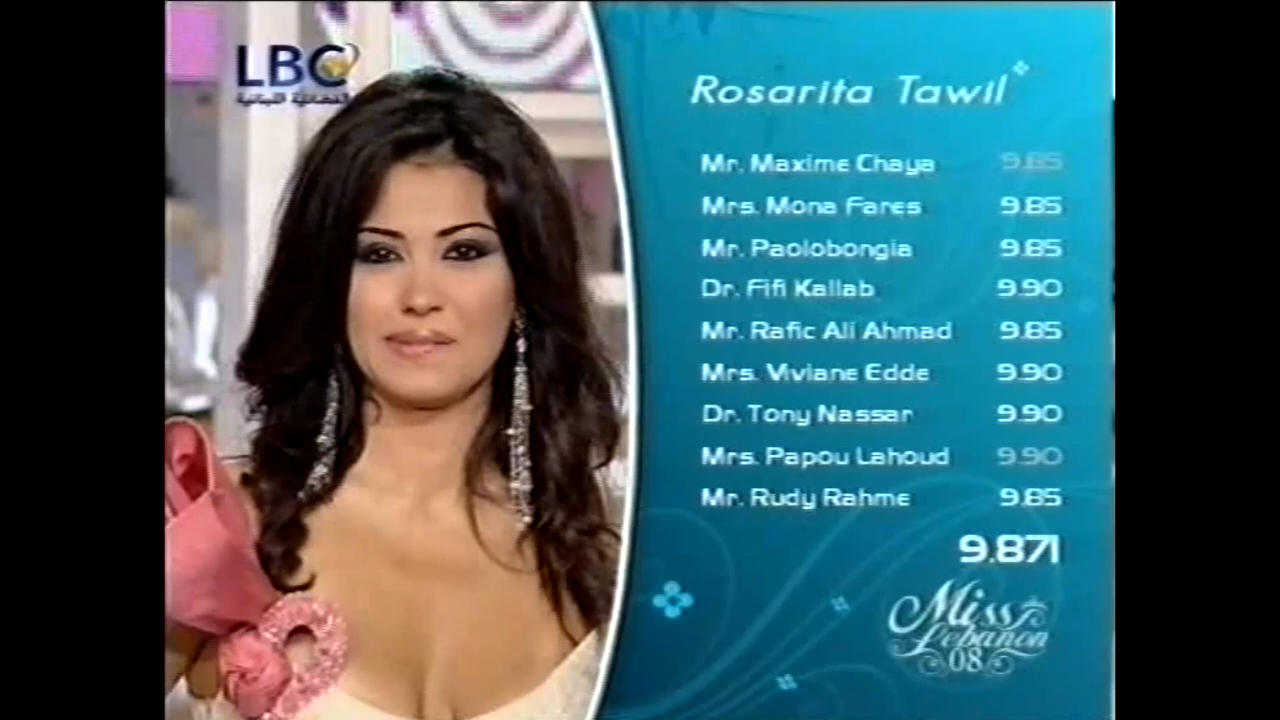 LBC
الفضائية اللبنانية
Rosarita Tawil
Mr. Maxime Chaya 9.85
Mrs. Mona Fares 9.85
Mr. Paolobongia 9.85
Dr. Fifi Kallab 9.90
Mr. Rafic Ali Ahmad 9.85
Mrs. Viviane Edde 9.90
Dr. Tony Nassar 9.90
Mrs. Papou Lahoud 9.90
Mr. Rudy Rahme 9.85
9.871
Miss
Lebanon
08